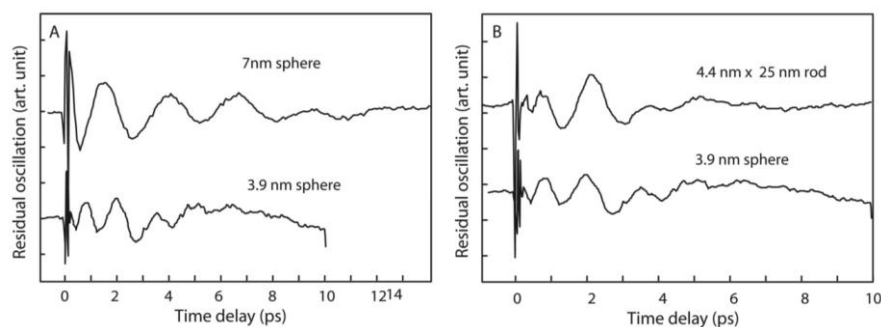 A
7nm sphere
3.9 nm sphere
Residual oscillation (art. unit)
0 2 4 6 8 10 1214
Time delay (ps)
B
4.4 nm x 25 nm rod
3.9 nm sphere
Residual oscillation (art. unit)
0 2 4 6 8 10
Time delay (ps)